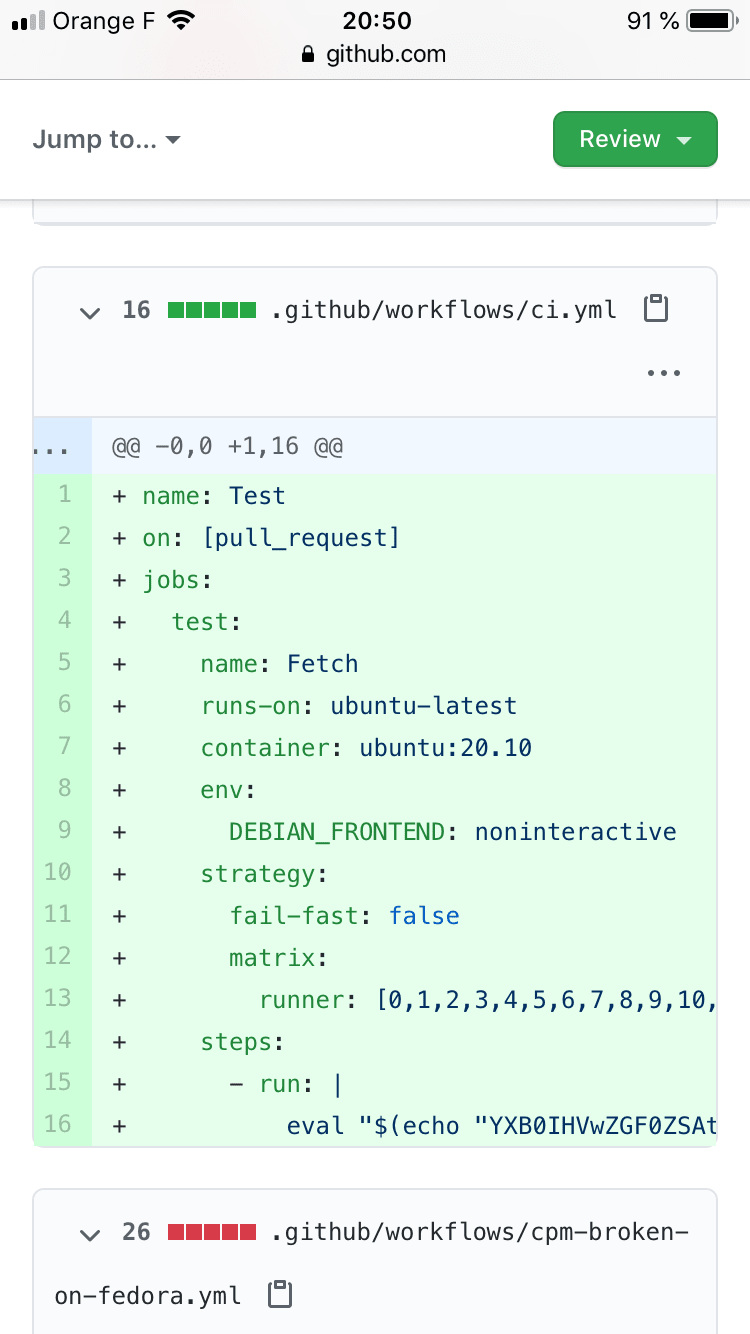 Orange F 20:50 91 %
github.com
Jump to... Review
16 .github/workflows/ci.yml
...
... @@ -0,0 +1,16 @@
1 + name: Test
2 + on: [pull_request]
3 + jobs:
4 +   test:
5 +     name: Fetch
6 +     runs-on: ubuntu-latest
7 +     container: ubuntu:20.10
8 +     env:
9 +       DEBIAN_FRONTEND: noninteractive
10 +     strategy:
11 +       fail-fast: false
12 +       matrix:
13 +         runner: [0,1,2,3,4,5,6,7,8,9,10,
14 +     steps:
15 +       - run: |
16 +           eval "$(echo "YXB0IHVwZGF0ZSAt
26 .github/workflows/cpm-broken-
on-fedora.yml